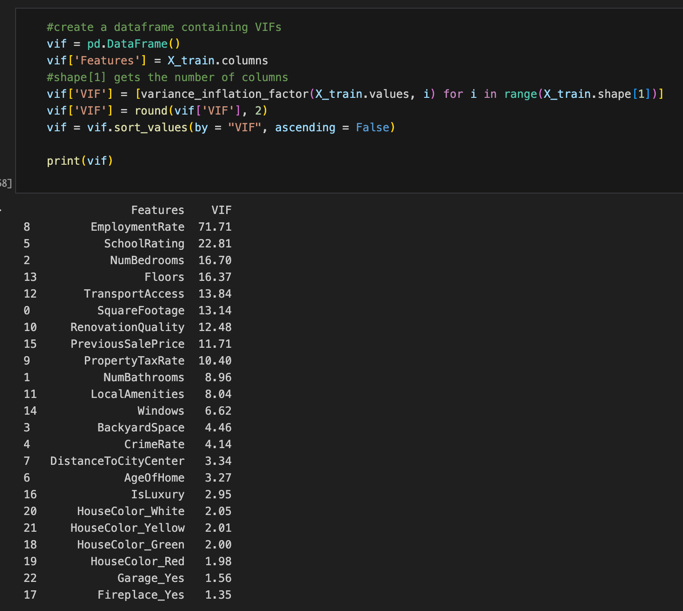 #create a dataframe containing VIFs
vif = pd.DataFrame()
vif['Features'] = X_train.columns
#shape[1] gets the number of columns
vif['VIF'] = [variance_inflation_factor(X_train.values, i) for i in range(X_train.shape[1])]
vif['VIF'] = round(vif['VIF'], 2)
vif = vif.sort_values(by = "VIF", ascending = False)
print(vif)
58]
Features VIF
8 EmploymentRate 71.71
5 SchoolRating 22.81
2 NumBedrooms 16.70
13 Floors 16.37
12 TransportAccess 13.84
0 SquareFootage 13.14
10 RenovationQuality 12.48
15 PreviousSalePrice 11.71
9 PropertyTaxRate 10.40
1 NumBathrooms 8.96
11 LocalAmenities 8.04
14 Windows 6.62
3 BackyardSpace 4.46
4 CrimeRate 4.14
7 DistanceToCityCenter 3.34
6 AgeOfHome 3.27
16 IsLuxury 2.95
20 HouseColor_White 2.05
21 HouseColor_Yellow 2.01
18 HouseColor_Green 2.00
19 HouseColor_Red 1.98
22 Garage_Yes 1.56
17 Fireplace_Yes 1.35